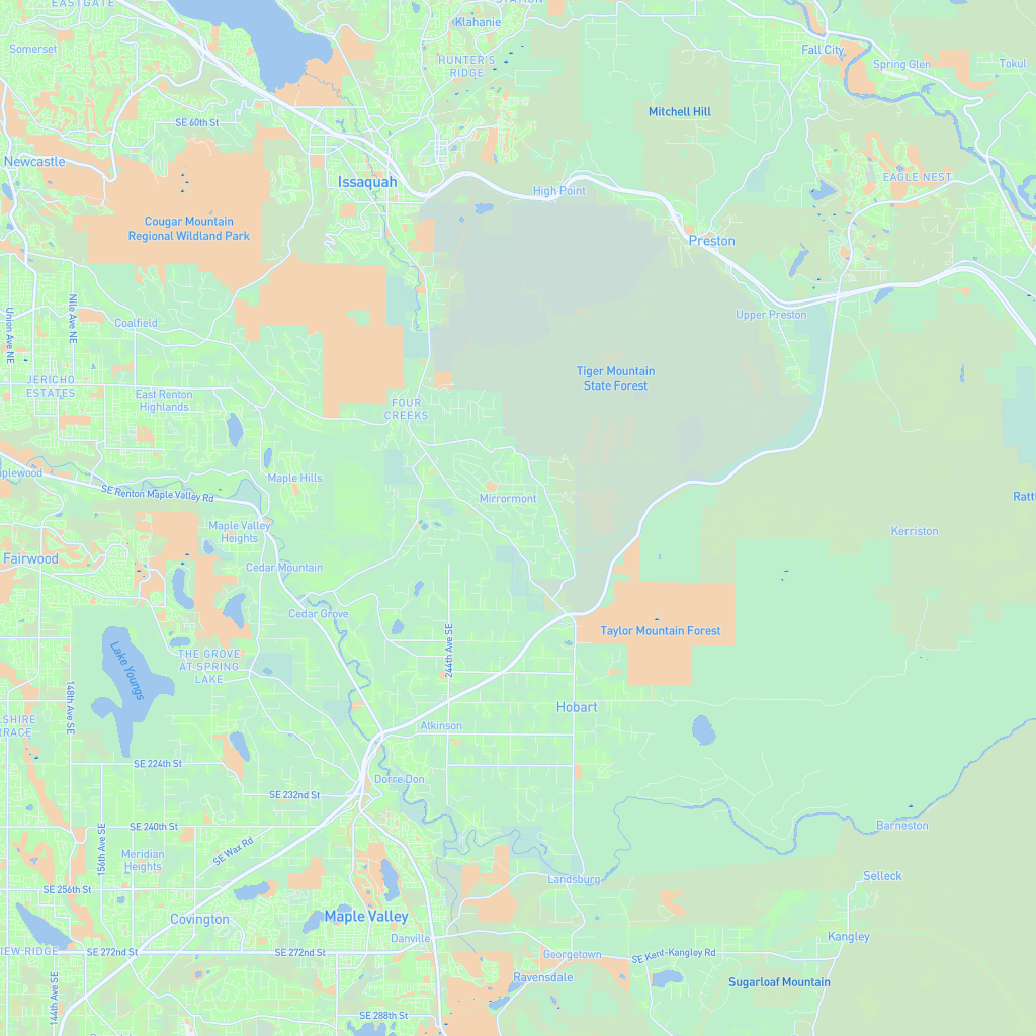 EASTGATE
STATION
Klahanie
Somerset
Fall City
HUNTER'S
RIDGE
Spring Glen
Tokul
Mitchell Hill
SE 60th St
Newcastle
Issaquah
High Point
EAGLE NEST
Cougar Mountain
Regional Wildland Park
Preston
Union Ave NE
Nile Ave NE
Coalfield
Upper Preston
Tiger Mountain
State Forest
JERICHO
ESTATES
East Renton
Highlands
FOUR
CREEKS
plewood
Maple Hills
SE Renton Maple Valley Rd
Mirrormont
Ratt
Maple Valley
Heights
Kerriston
Fairwood
Cedar Mountain
Cedar Grove
Taylor Mountain Forest
244th Ave SE
THE GROVE
AT SPRING
LAKE
Lake Youngs
148th Ave SE
LSHIRE
RRACE
Hobart
Atkinson
SE 224th St
Dorre Don
SE 232nd St
SE 240th St
Barneston
156th Ave SE
SE Wax Rd
Meridian
Heights
SE 256th St
Landsburg
Selleck
Covington
Maple Valley
Danville
Kangley
IEW RIDGE
SE 272nd St
SE 272nd St
Georgetown
SE Kent-Kangley Rd
Ravensdale
Sugarloaf Mountain
144th Ave SE
SE 288th St